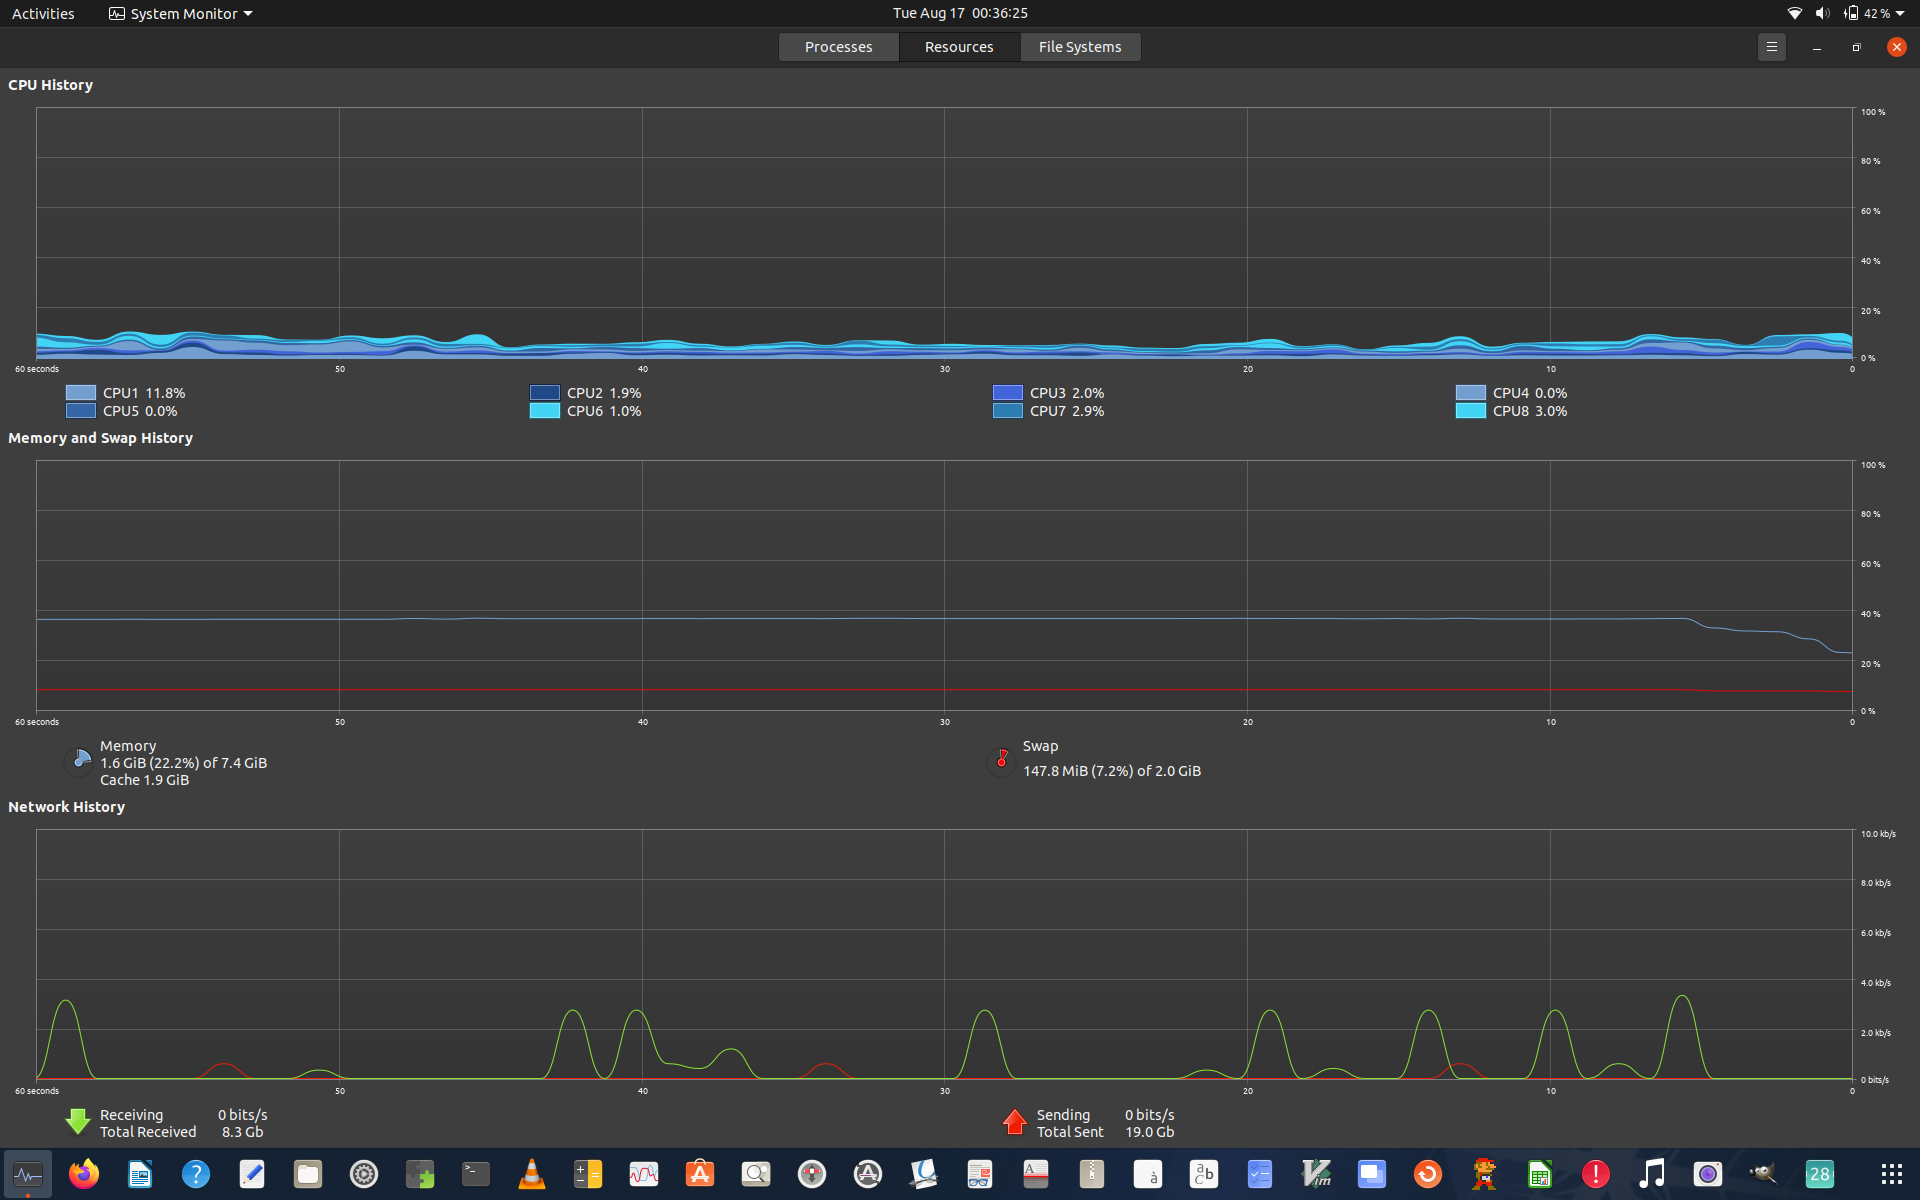 Activities
System Monitor
Tue Aug 17 00:36:25
42 %
Processes
Resources
File Systems
CPU History
100 %
80 %
60 %
40 %
20 %
0 %
60 seconds 50 40 30 20 10 0
CPU1 11.8% CPU2 1.9% CPU3 2.0% CPU4 0.0%
CPU5 0.0% CPU6 1.0% CPU7 2.9% CPU8 3.0%
Memory and Swap History
100 %
80 %
60 %
40 %
20 %
0 %
60 seconds 50 40 30 20 10 0
Memory
1.6 GiB (22.2%) of 7.4 GiB
Cache 1.9 GiB
Swap
147.8 MiB (7.2%) of 2.0 GiB
Network History
10.0 kb/s
8.0 kb/s
6.0 kb/s
4.0 kb/s
2.0 kb/s
0 bits/s
60 seconds 50 40 30 20 10 0
Receiving 0 bits/s
Total Received 8.3 Gb
Sending 0 bits/s
Total Sent 19.0 Gb
28